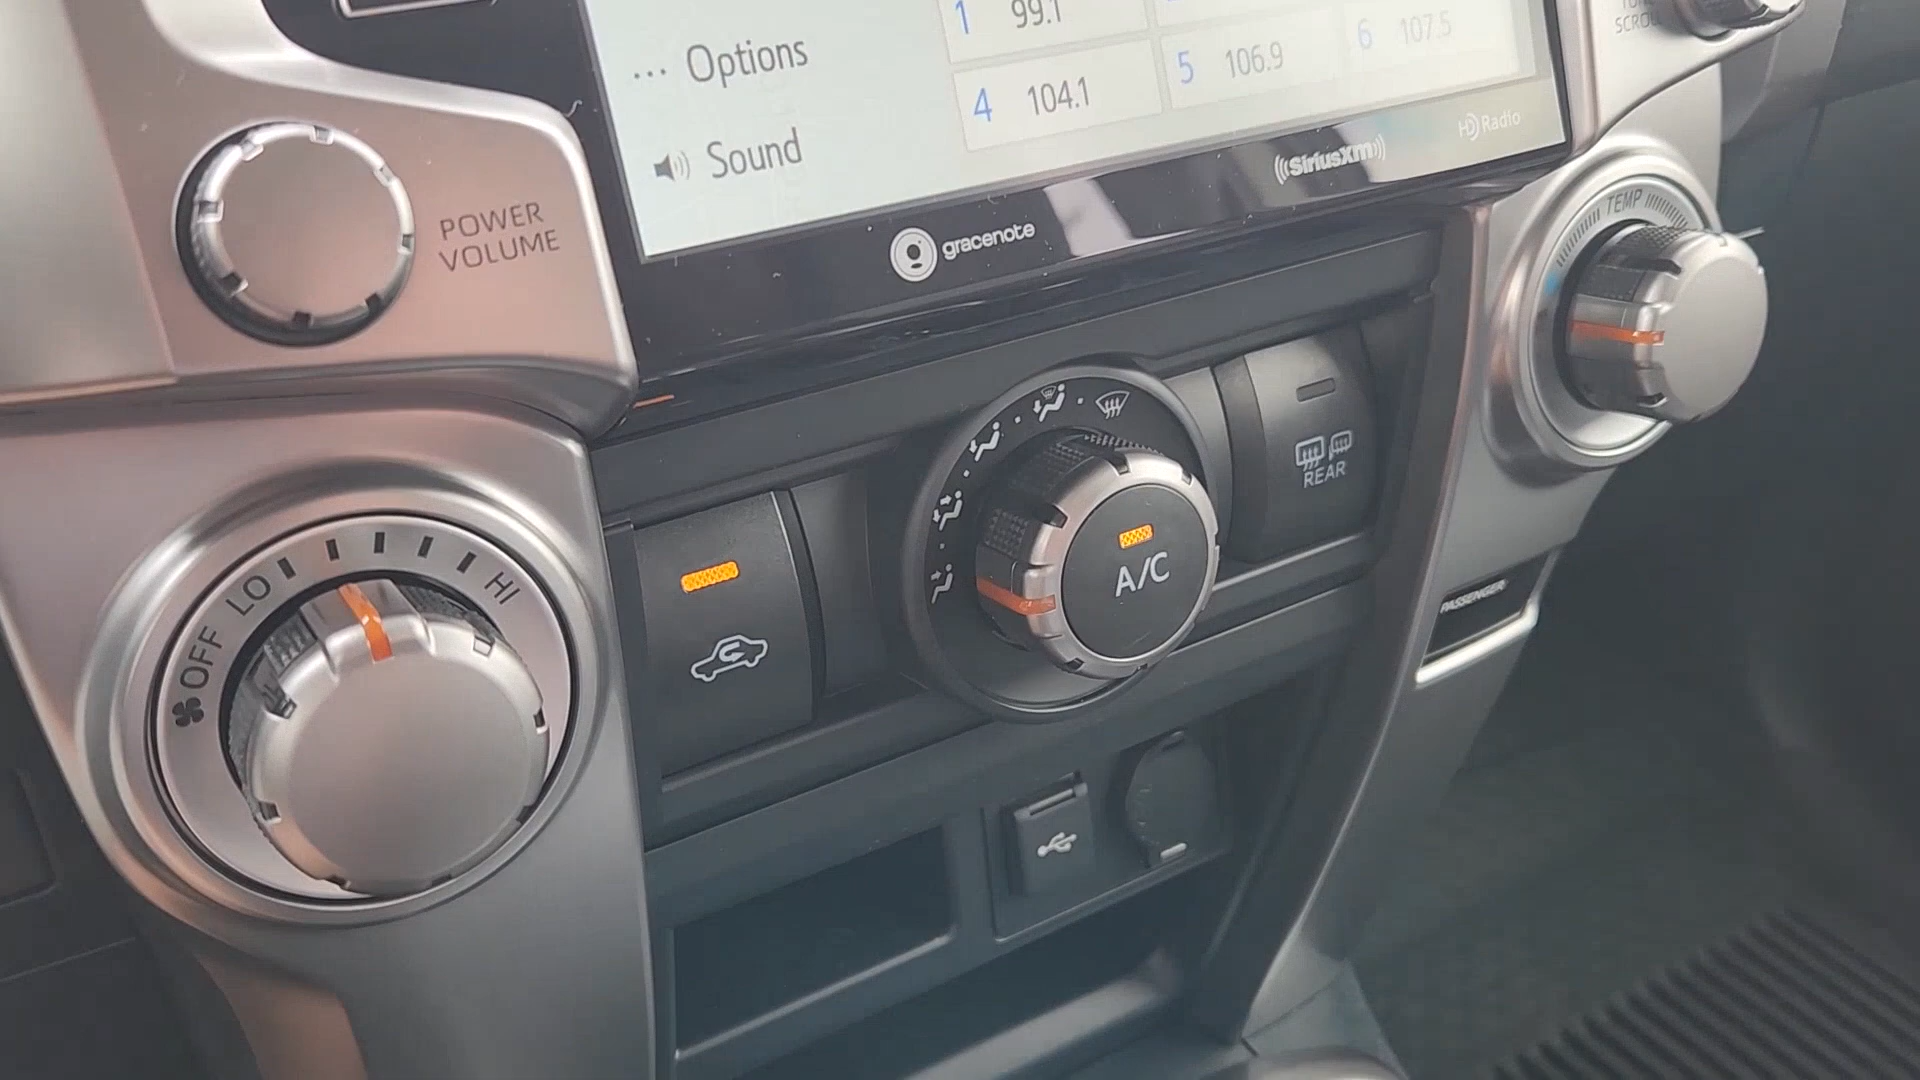 1 99.1
... Options
4 104.1
5 106.9
6 107.5
Sound
SCROLL
POWER
VOLUME
gracenote
((SiriusXm))
HD Radio
TEMP
REAR
A/C
LO
HI
OFF
PASSENGER